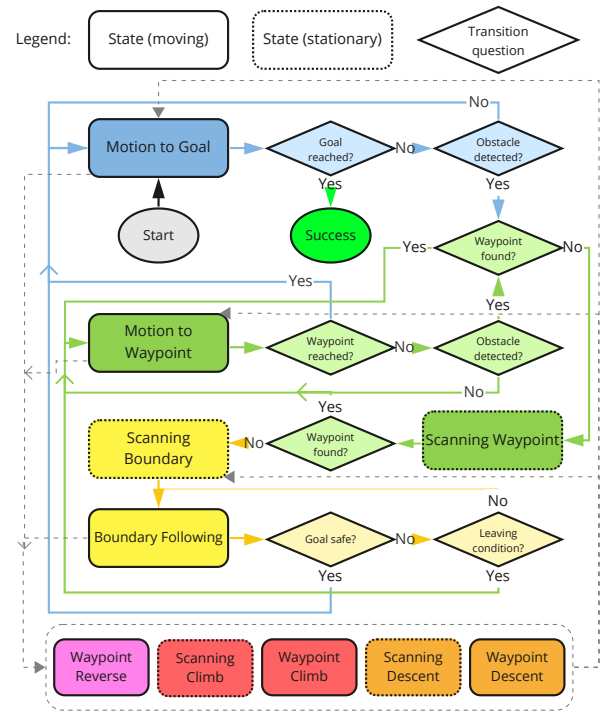 Legend:
State (moving)
State (stationary)
Transition
question
No
Motion to Goal
Goal
reached?
No
Obstacle
detected?
Yes
Yes
Start
Success
Yes
Waypoint
found?
No
Yes
Yes
Motion to
Waypoint
Waypoint
reached?
No
Obstacle
detected?
No
Yes
Scanning
Boundary
No
Waypoint
found?
Scanning Waypoint
No
Boundary Following
Goal safe?
No
Leaving
condition?
Yes
Yes
Waypoint
Reverse
Scanning
Climb
Waypoint
Climb
Scanning
Descent
Waypoint
Descent